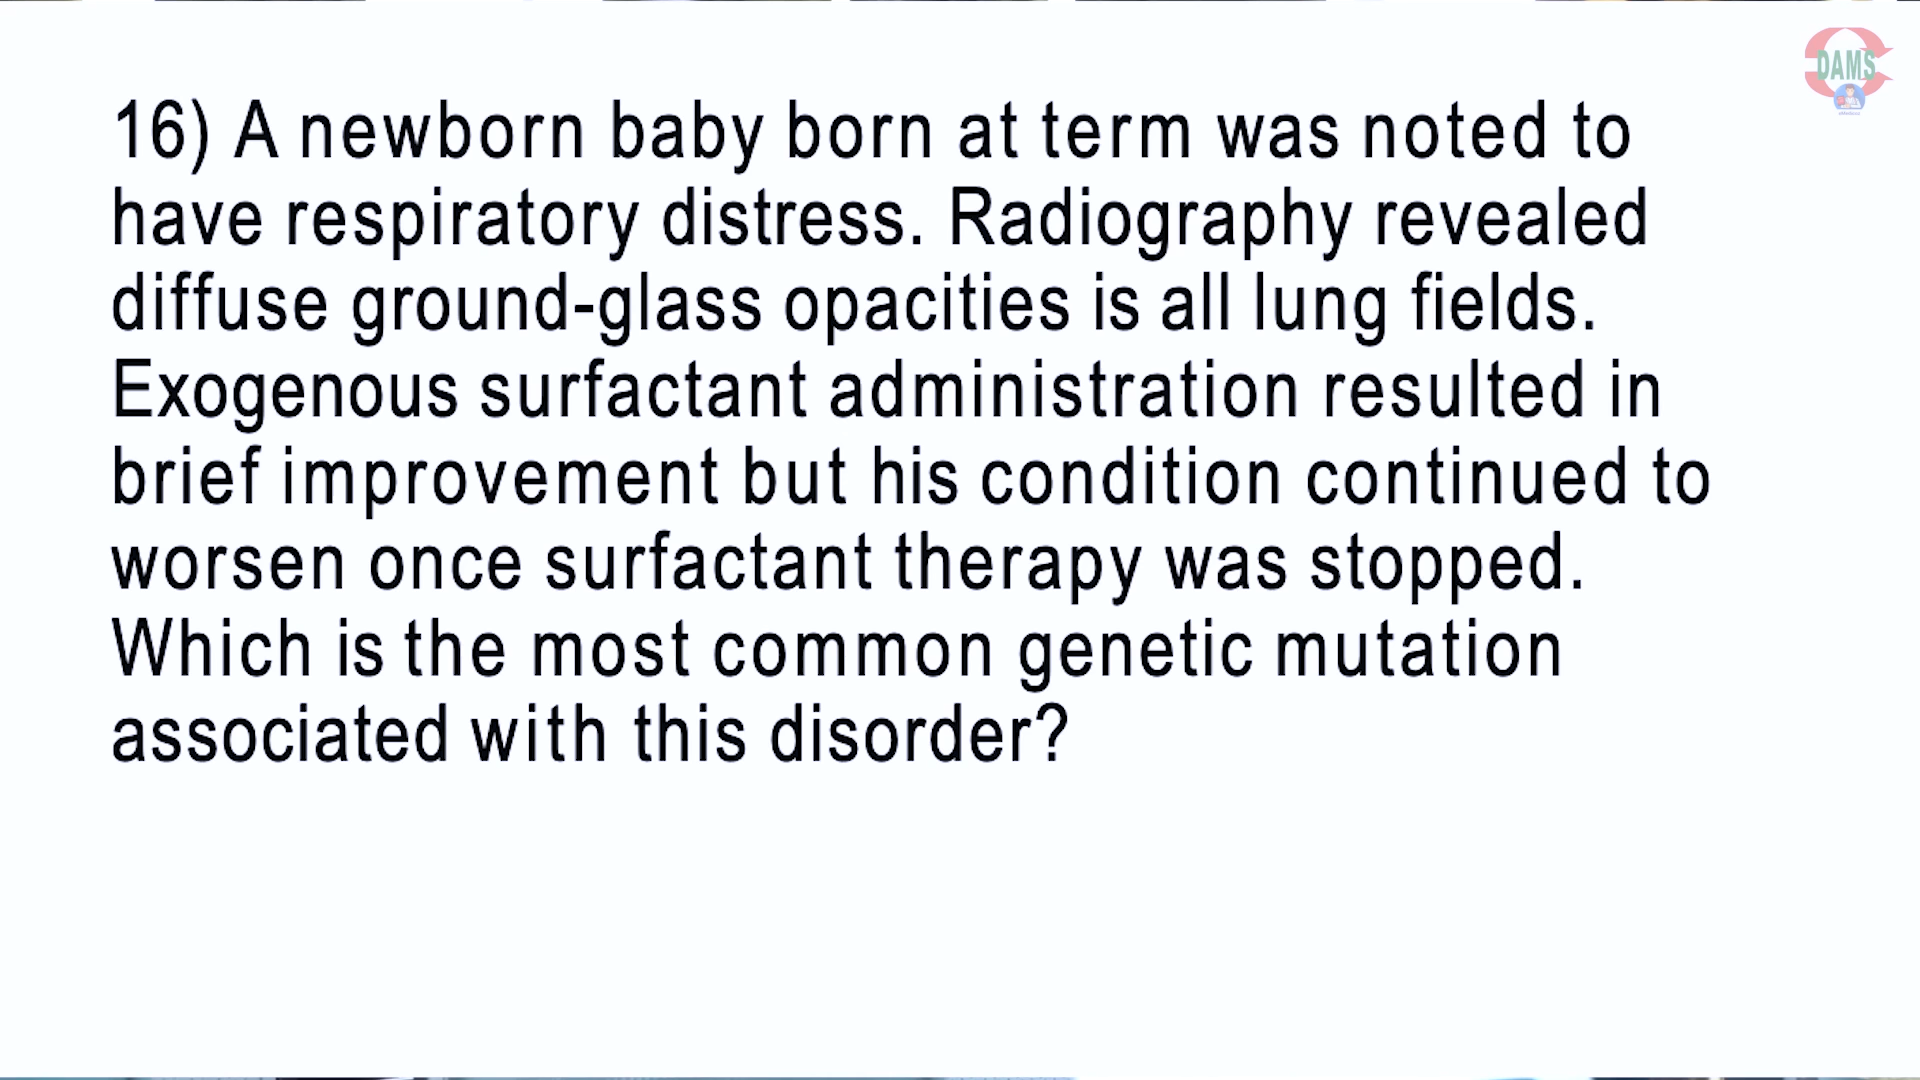 DAMS
16) A newborn baby born at term was noted to
have respiratory distress. Radiography revealed
diffuse ground-glass opacities is all lung fields.
Exogenous surfactant administration resulted in
brief improvement but his condition continued to
worsen once surfactant therapy was stopped.
Which is the most common genetic mutation
associated with this disorder?